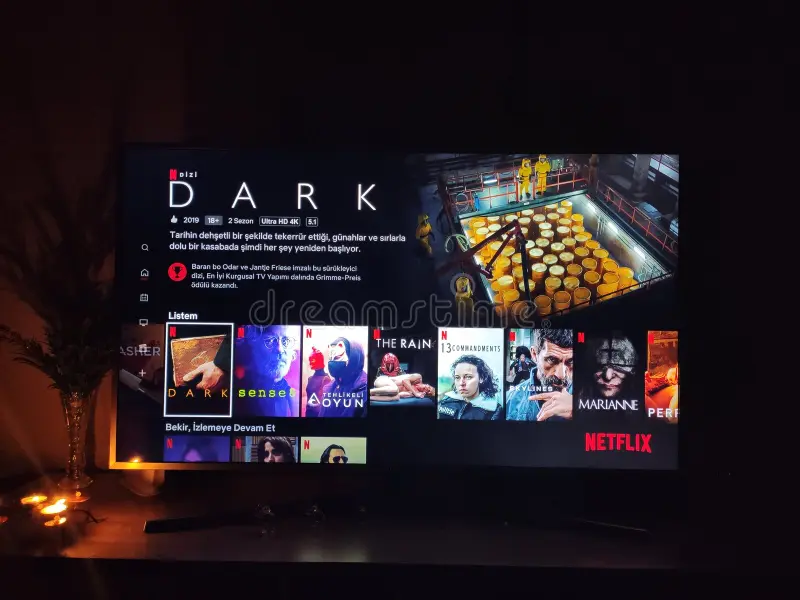 N DİZİ
DARK
2019 18+ 2 Sezon Ultra HD 4K 5.1
Tarihin dehşetli bir şekilde tekerrür ettiği, günahlar ve sırlarla
dolu bir kasabada şimdi her şey yeniden başlıyor.
Baran bo Odar ve Jantje Friese imzalı bu sürükleyici
dizi, En İyi Kurgusal TV Yapımı dalında Grimme-Preis
ödülü kazandı.
dreamstime
Listem
ASHER
N DARK
N sense8
N TEHLİKELİ OYUN
N THE RAIN
N 13 COMMANDMENTS
N SKYLINES
N MARIANNE
N PERF
Bekir, İzlemeye Devam Et
N
N
N
NETFLIX